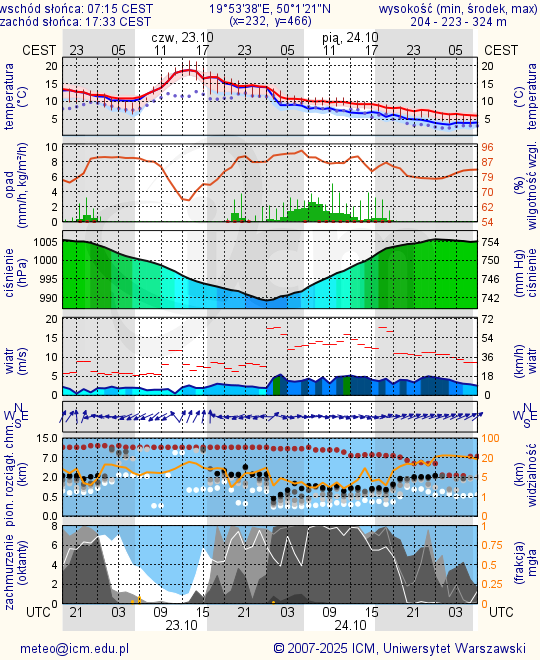 wschód słońca: 07:15 CEST 19°53'38"E, 50°1'21"N wysokość (min, środek, max)
zachód słońca: 17:33 CEST (x=232, y=466) 204 - 223 - 324 m
czw, 23.10 pią, 24.10
CEST 23 05 11 17 23 05 11 17 23 05 CEST
temperatura (°C) 20 15 10 5 20 15 10 5 (°C) temperatura
opad (mm/h, kg/m²/h) 10 8 6 4 2 0 96 87 79 70 62 54 (%) wilgotność wzgl.
ciśnienie (hPa) 1005 1000 995 990 754 750 746 742 (mm Hg) ciśnienie
wiatr (m/s) 20 15 10 5 0 72 54 36 18 0 (km/h) wiatr
N W E S N W E S
pion. rozciągł. chm. (km) 15.0 7.0 2.0 0.5 0.0 100 20 5 1 0 (km) widzialność
zachmurzenie (oktanty) 8 6 4 2 0 1 0.75 0.5 0.25 0 (frakcja) mgła
UTC 21 03 09 15 21 03 09 15 21 03 UTC
23.10 24.10
meteo@icm.edu.pl © 2007-2025 ICM, Uniwersytet Warszawski